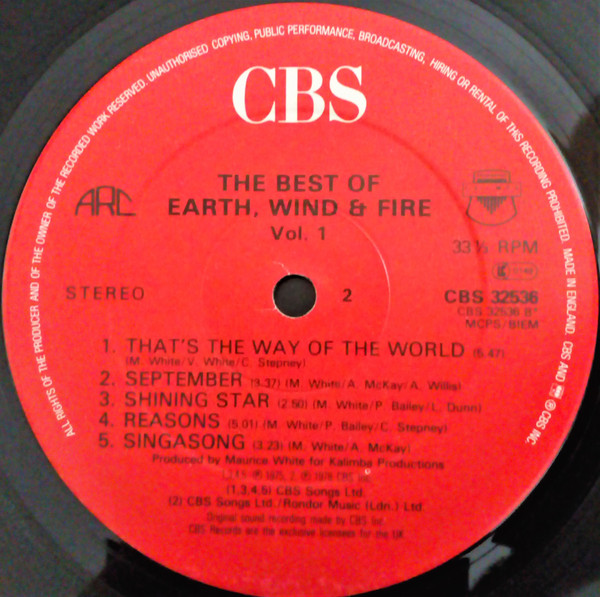 ALL RIGHTS OF THE PRODUCER AND OF THE OWNER OF THE RECORDED WORK RESERVED. UNAUTHORISED COPYING, PUBLIC PERFORMANCE, BROADCASTING, HIRING OR RENTAL OF THIS RECORDING PROHIBITED. MADE IN ENGLAND. CBS AND ARE ℗ CBS INC.
CBS
THE BEST OF
EARTH, WIND & FIRE
Vol. 1
ARC
33⅓ RPM
STEREO
2
CBS 32536
CBS 32536 B
MCPS/BIEM
1. THAT'S THE WAY OF THE WORLD (5.47)
(M. White/V. White/C. Stepney)
2. SEPTEMBER (3-37) (M. White/A. McKay/A. Willis)
3. SHINING STAR (2.50) (M. White/P. Bailey/L. Dunn)
4. REASONS (5.01) (M. White/P. Bailey/C. Stepney)
5. SINGASONG (3.23) (M. White/A. McKay)
Produced by Maurice White for Kalimba Productions
(1,3,4,5) CBS Songs Ltd.
(2) CBS Songs Ltd./Rondor Music (Ldn.) Ltd.
Original sound recording made by CBS Inc.
CBS Records are the exclusive licensees for the UK.